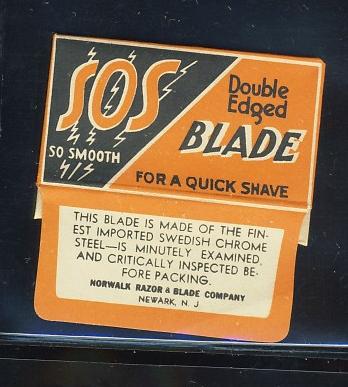 SOS
SO SMOOTH
Double
Edged
BLADE
FOR A QUICK SHAVE
THIS BLADE IS MADE OF THE FIN-
EST IMPORTED SWEDISH CHROME
STEEL—IS MINUTELY EXAMINED,
AND CRITICALLY INSPECTED BE-
FORE PACKING.
NORWALK RAZOR & BLADE COMPANY
NEWARK, N. J